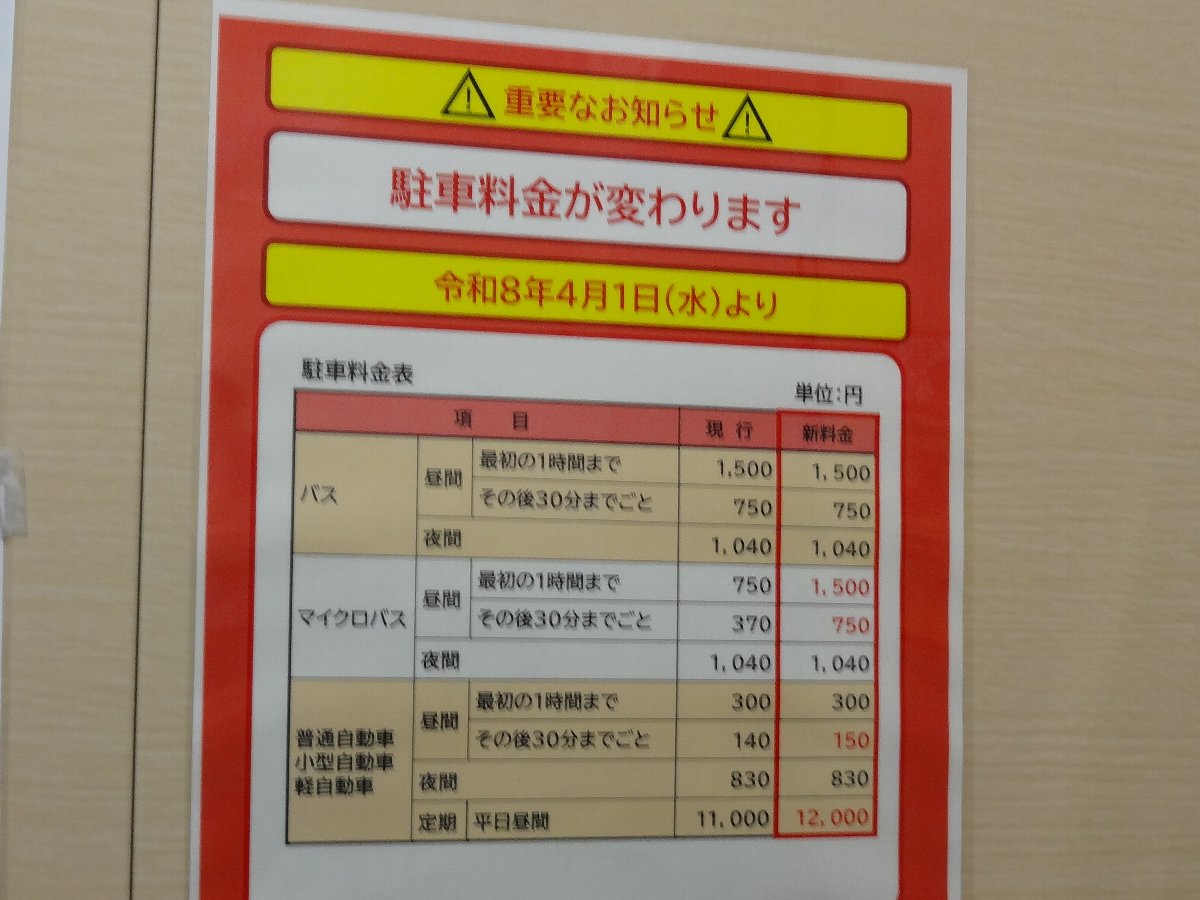 重要なお知らせ
駐車料金が変わります
令和8年4月1日(水)より
駐車料金表
単位:円
項 目 現 行 新料金
バス 昼間 最初の1時間まで 1,500 1,500
その後30分までごと 750 750
夜間 1,040 1,040
マイクロバス 昼間 最初の1時間まで 750 1,500
その後30分までごと 370 750
夜間 1,040 1,040
普通自動車
小型自動車
軽自動車
昼間 最初の1時間まで 300 300
その後30分までごと 140 150
夜間 830 830
定期 平日昼間 11,000 12,000